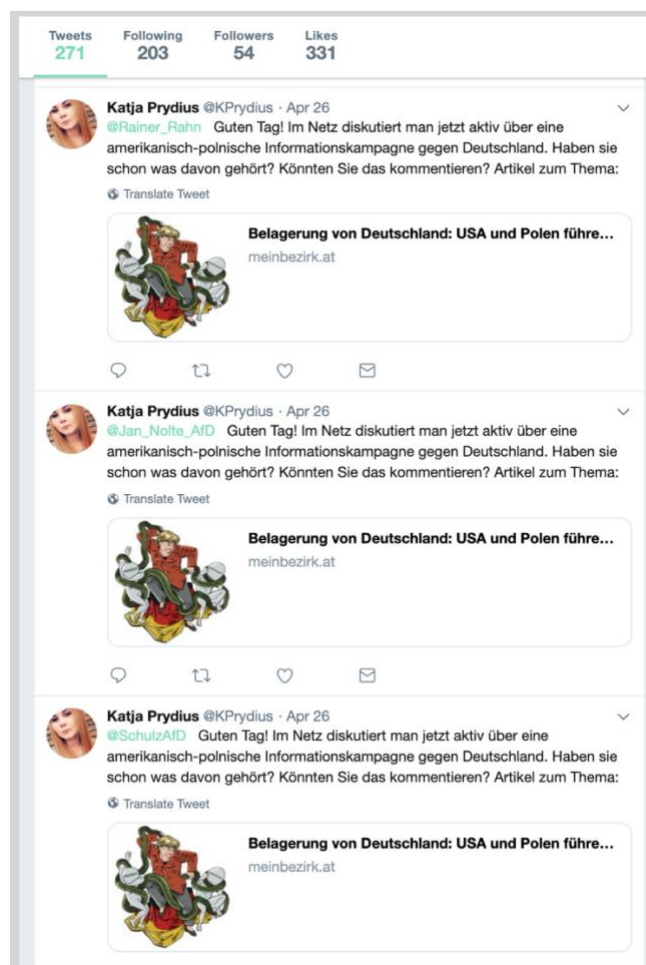 Tweets Following Followers Likes
271 203 54 331
Katja Prydius @KPrydius · Apr 26
@Rainer_Rahn Guten Tag! Im Netz diskutiert man jetzt aktiv über eine
amerikanisch-polnische Informationskampagne gegen Deutschland. Haben sie
schon was davon gehört? Könnten Sie das kommentieren? Artikel zum Thema:
Translate Tweet
Belagerung von Deutschland: USA und Polen führe...
meinbezirk.at
Katja Prydius @KPrydius · Apr 26
@Jan_Nolte_AfD Guten Tag! Im Netz diskutiert man jetzt aktiv über eine
amerikanisch-polnische Informationskampagne gegen Deutschland. Haben sie
schon was davon gehört? Könnten Sie das kommentieren? Artikel zum Thema:
Translate Tweet
Belagerung von Deutschland: USA und Polen führe...
meinbezirk.at
Katja Prydius @KPrydius · Apr 26
@SchulzAfD Guten Tag! Im Netz diskutiert man jetzt aktiv über eine
amerikanisch-polnische Informationskampagne gegen Deutschland. Haben sie
schon was davon gehört? Könnten Sie das kommentieren? Artikel zum Thema:
Translate Tweet
Belagerung von Deutschland: USA und Polen führe...
meinbezirk.at